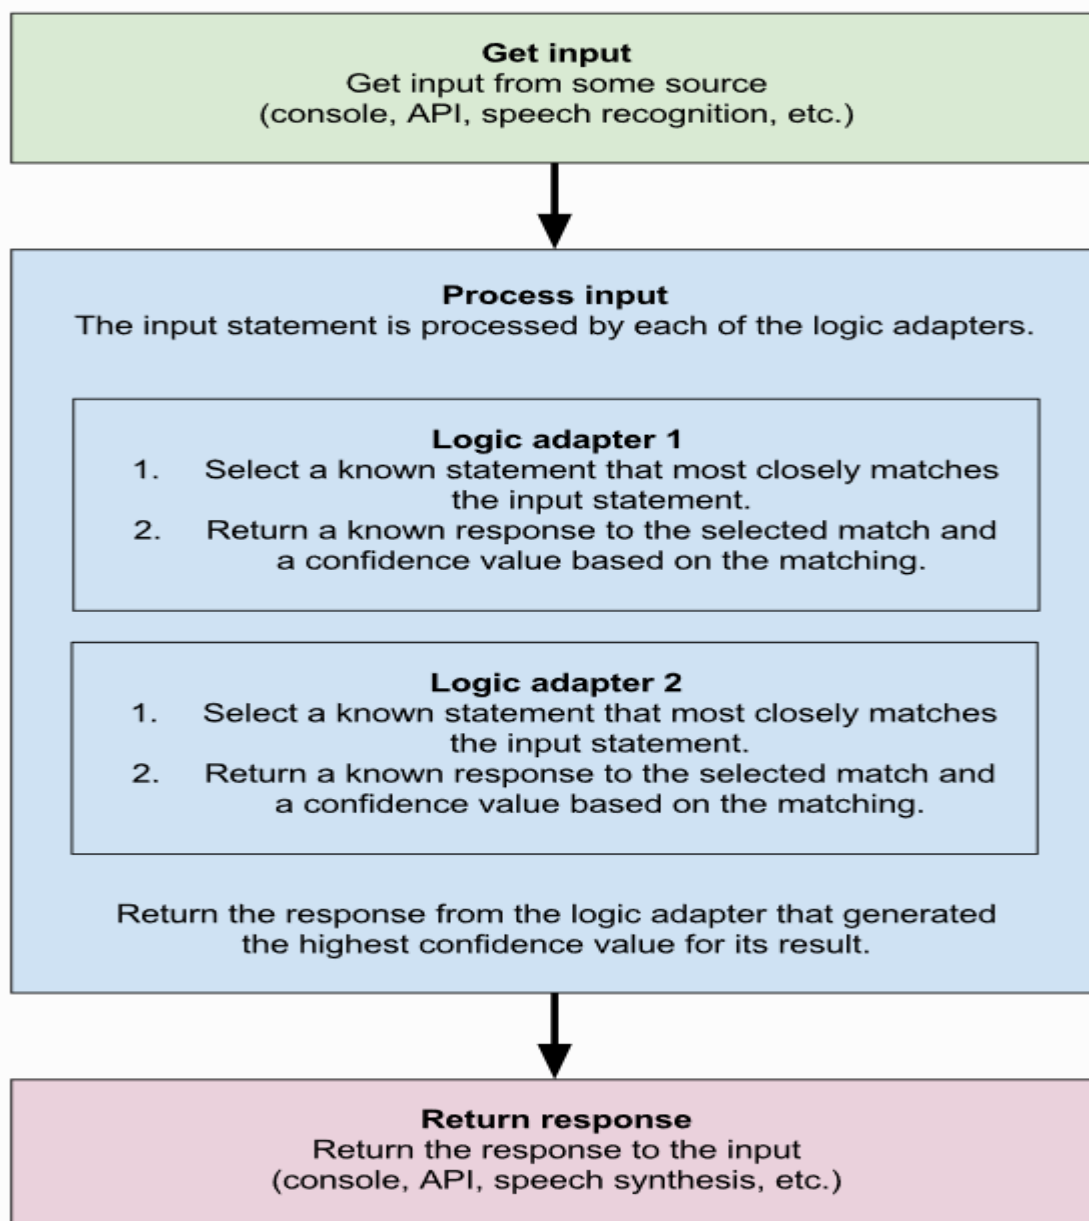 Get input
Get input from some source
(console, API, speech recognition, etc.)
Process input
The input statement is processed by each of the logic adapters.
Logic adapter 1
1. Select a known statement that most closely matches
the input statement.
2. Return a known response to the selected match and
a confidence value based on the matching.
Logic adapter 2
1. Select a known statement that most closely matches
the input statement.
2. Return a known response to the selected match and
a confidence value based on the matching.
Return the response from the logic adapter that generated
the highest confidence value for its result.
Return response
Return the response to the input
(console, API, speech synthesis, etc.)